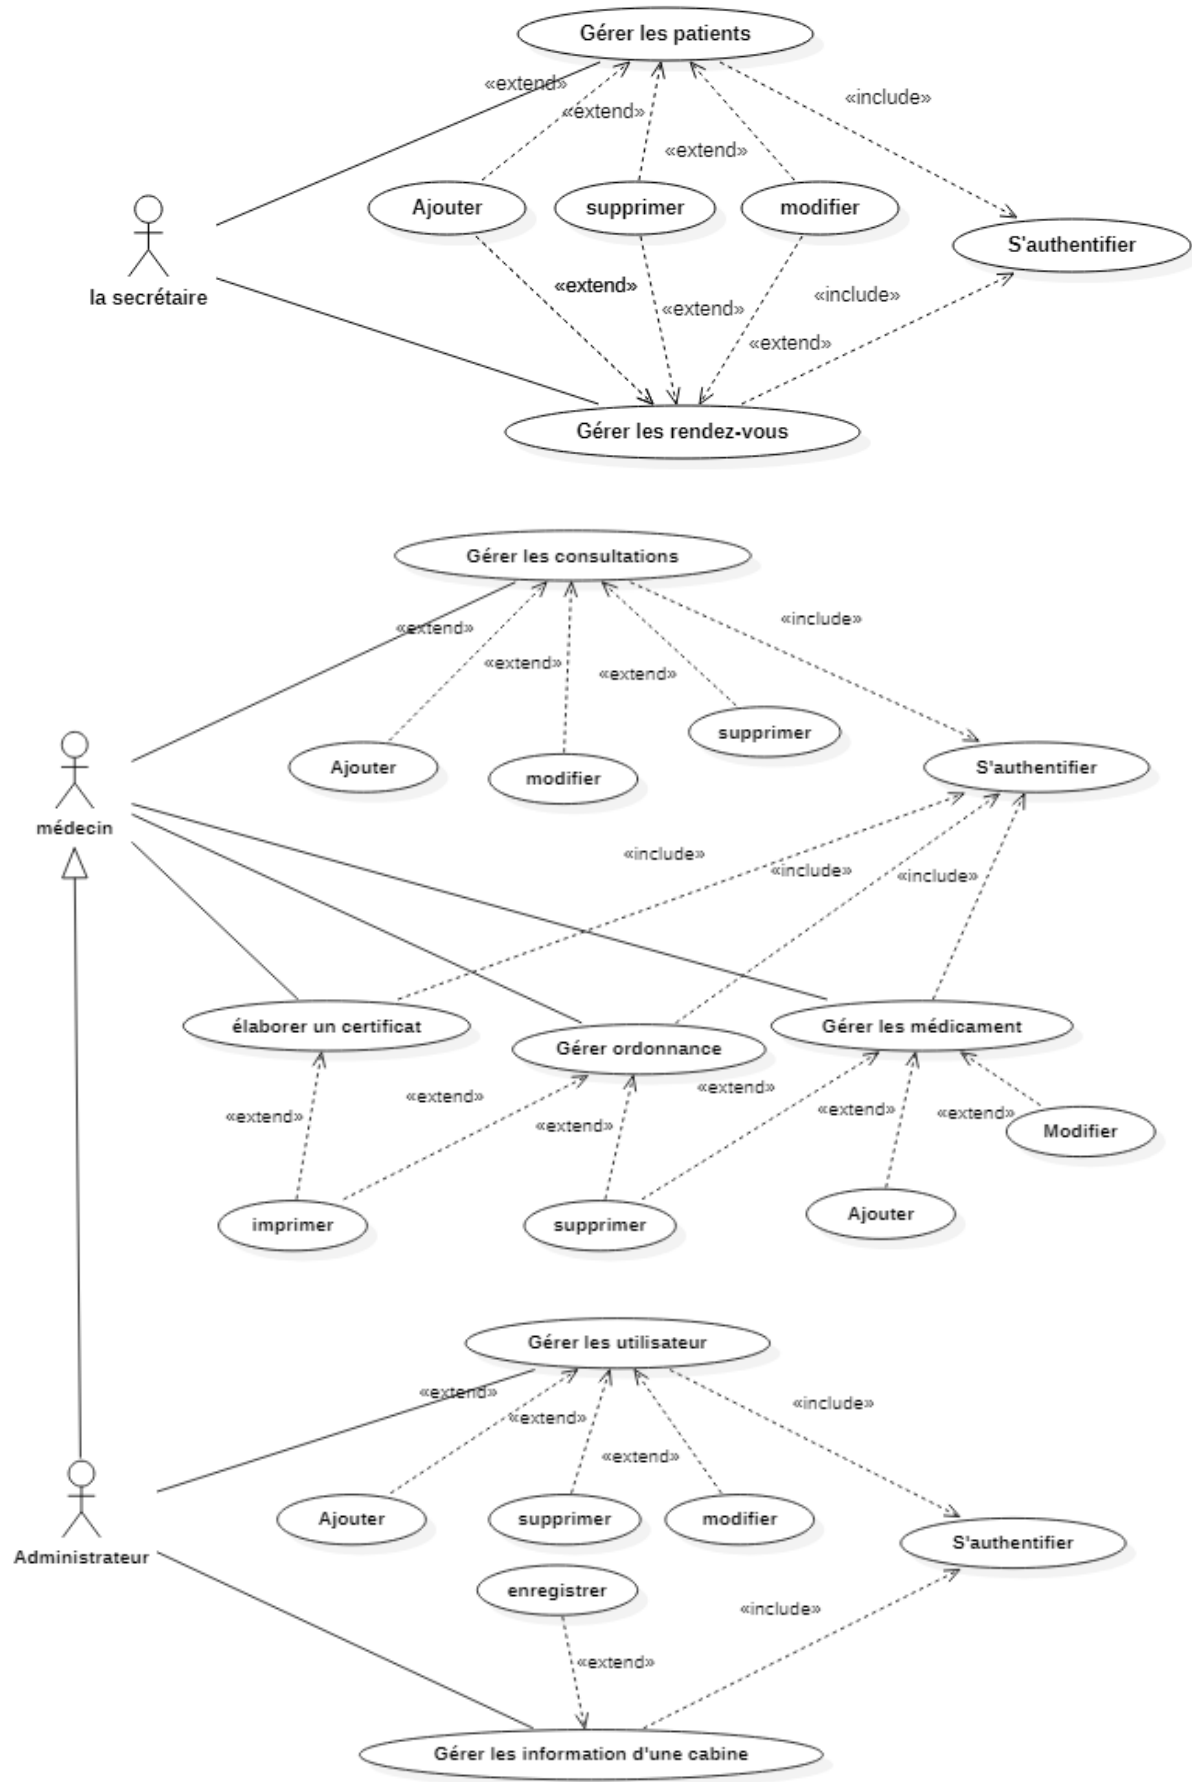 Gérer les patients
«extend»
«include»
«extend»
«extend»
Ajouter
supprimer
modifier
S'authentifier
la secrétaire
«extend»
«include»
«extend»
«extend»
Gérer les rendez-vous
Gérer les consultations
«extend»
«include»
«extend»
«extend»
supprimer
Ajouter
modifier
S'authentifier
médecin
«include»
«include»
«include»
élaborer un certificat
Gérer ordonnance
Gérer les médicament
«extend»
«extend»
«extend»
«extend»
«extend»
«extend»
Modifier
imprimer
supprimer
Ajouter
Gérer les utilisateur
«extend»
«include»
«extend»
«extend»
Ajouter
supprimer
modifier
S'authentifier
Administrateur
enregistrer
«include»
«extend»
Gérer les information d'une cabine